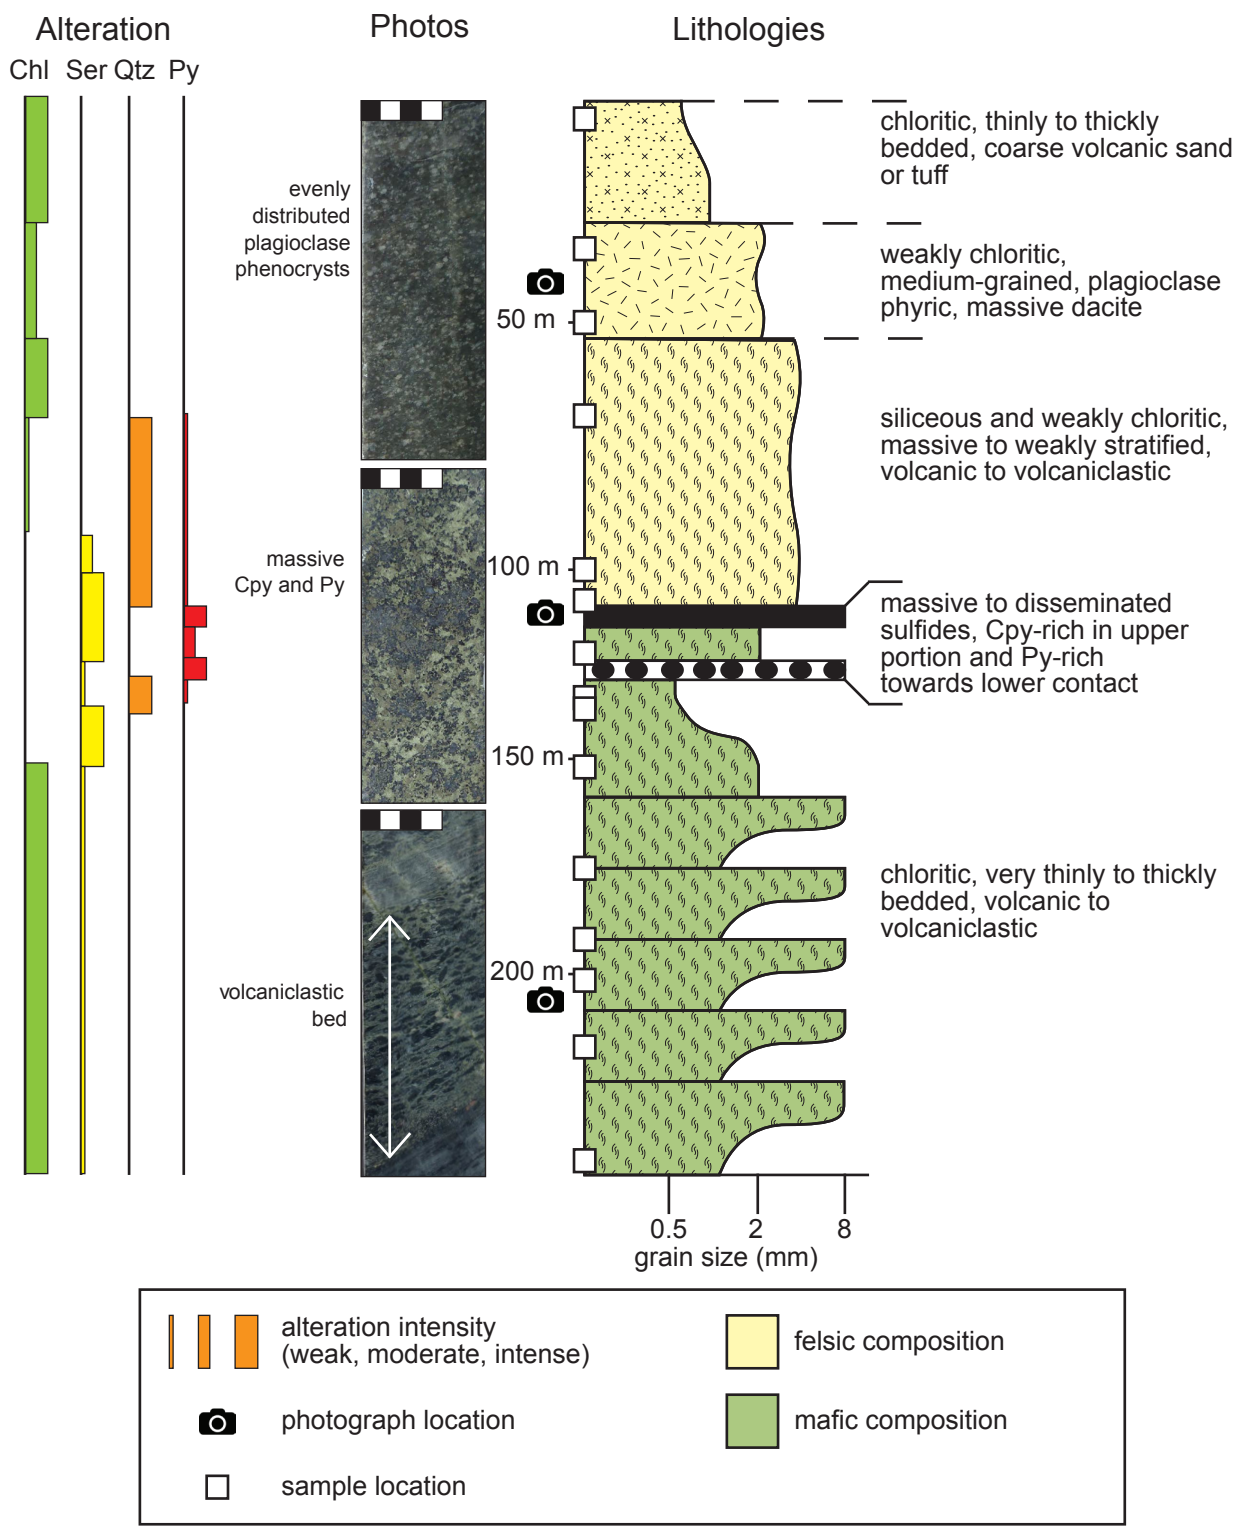 Alteration
Photos
Lithologies
Chl Ser Qtz Py
evenly
distributed
plagioclase
phenocrysts
massive
Cpy and Py
volcaniclastic
bed
50 m
100 m
150 m
200 m
chloritic, thinly to thickly
bedded, coarse volcanic sand
or tuff
weakly chloritic,
medium-grained, plagioclase
phyric, massive dacite
siliceous and weakly chloritic,
massive to weakly stratified,
volcanic to volcaniclastic
massive to disseminated
sulfides, Cpy-rich in upper
portion and Py-rich
towards lower contact
chloritic, very thinly to thickly
bedded, volcanic to
volcaniclastic
0.5 2 8
grain size (mm)
alteration intensity
(weak, moderate, intense)
photograph location
sample location
felsic composition
mafic composition